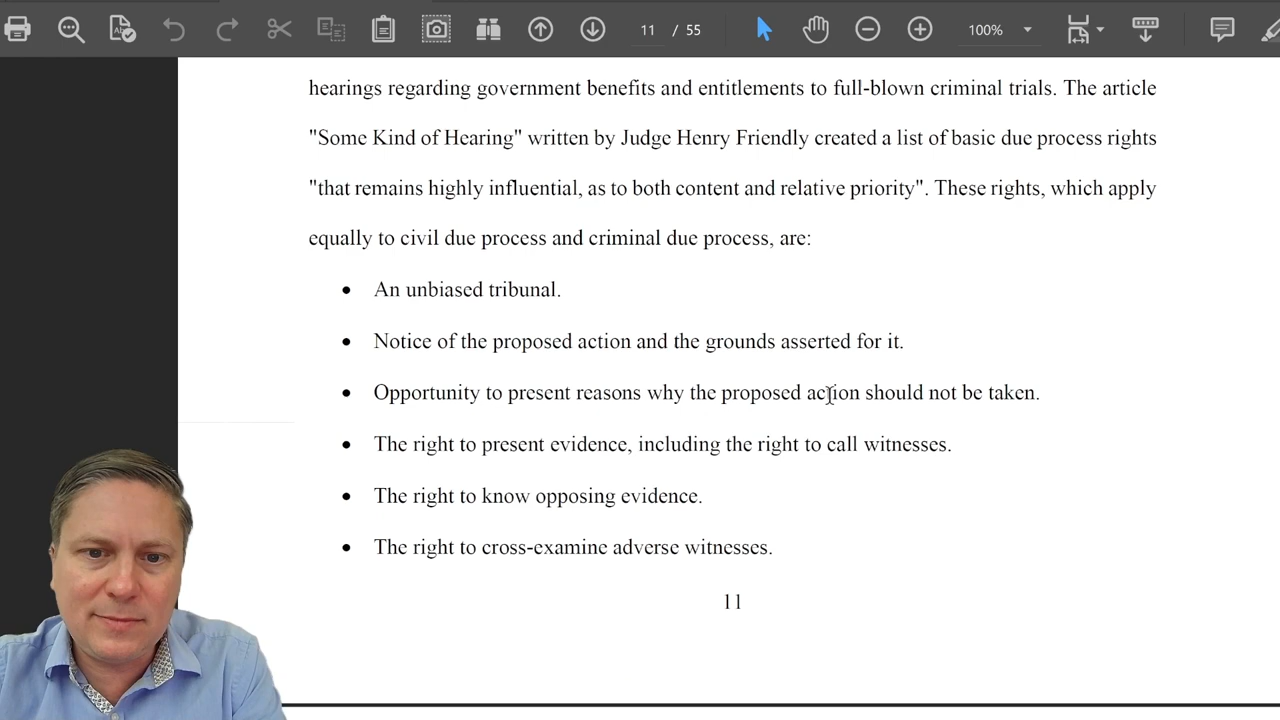 11 / 55
100%
hearings regarding government benefits and entitlements to full-blown criminal trials. The article
"Some Kind of Hearing" written by Judge Henry Friendly created a list of basic due process rights
"that remains highly influential, as to both content and relative priority". These rights, which apply
equally to civil due process and criminal due process, are:
• An unbiased tribunal.
• Notice of the proposed action and the grounds asserted for it.
• Opportunity to present reasons why the proposed action should not be taken.
• The right to present evidence, including the right to call witnesses.
• The right to know opposing evidence.
• The right to cross-examine adverse witnesses.
11